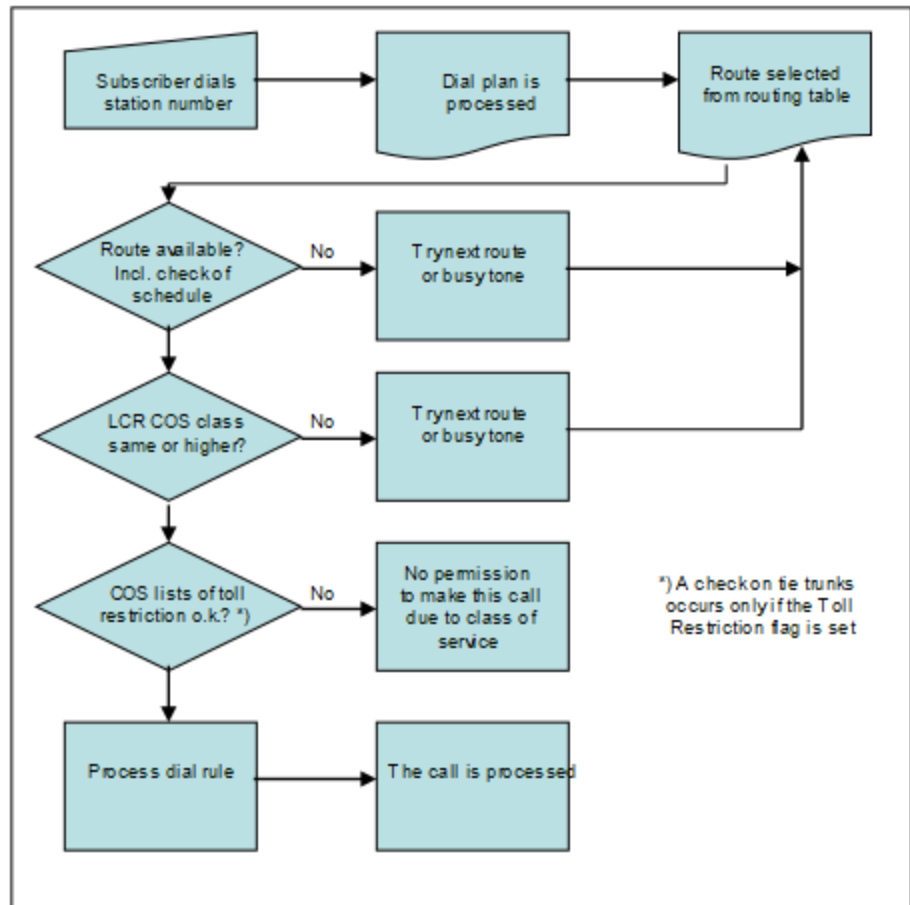 Subscriber dials
station number
Dial plan is
processed
Route selected
from routing table
Route available?
Incl. check of
schedule
No
Try next route
or busy tone
LCR COS class
same or higher?
No
Try next route
or busy tone
COS lists of toll
restriction o.k.? *)
No
No permission
to make this call
due to class of
service
*) A check on tie trunks
occurs only if the Toll
Restriction flag is set
Process dial rule
The call is processed